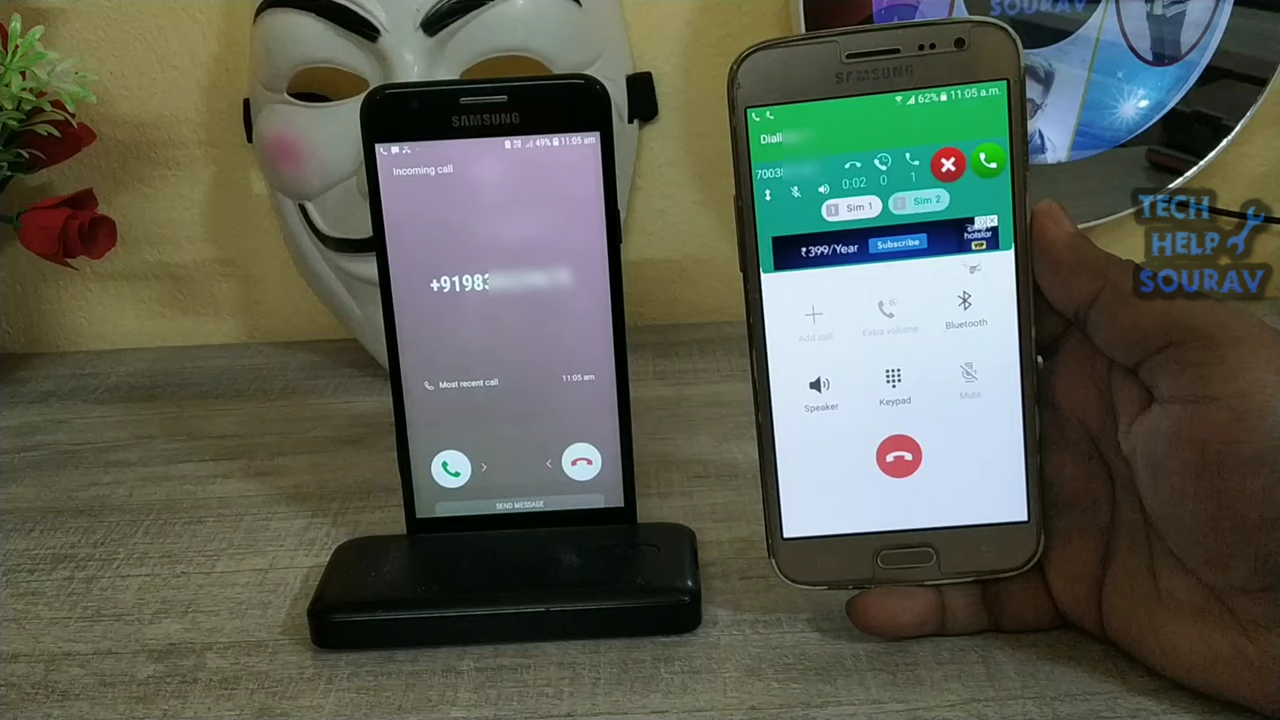 SOURAV
SAMSUNG
49% 11:05 am
Incoming call
+9198
Most recent call
11:05 am
SEND MESSAGE
SAMSUNG
62% 11:05 a.m.
Diall
7003
0:02 0 1
1 Sim 1
Sim 2
₹399/Year
Subscribe
hotstar
VIP
Add call
Extra volume
Bluetooth
Speaker
Keypad
Mute
TECH
HELP
SOURAV